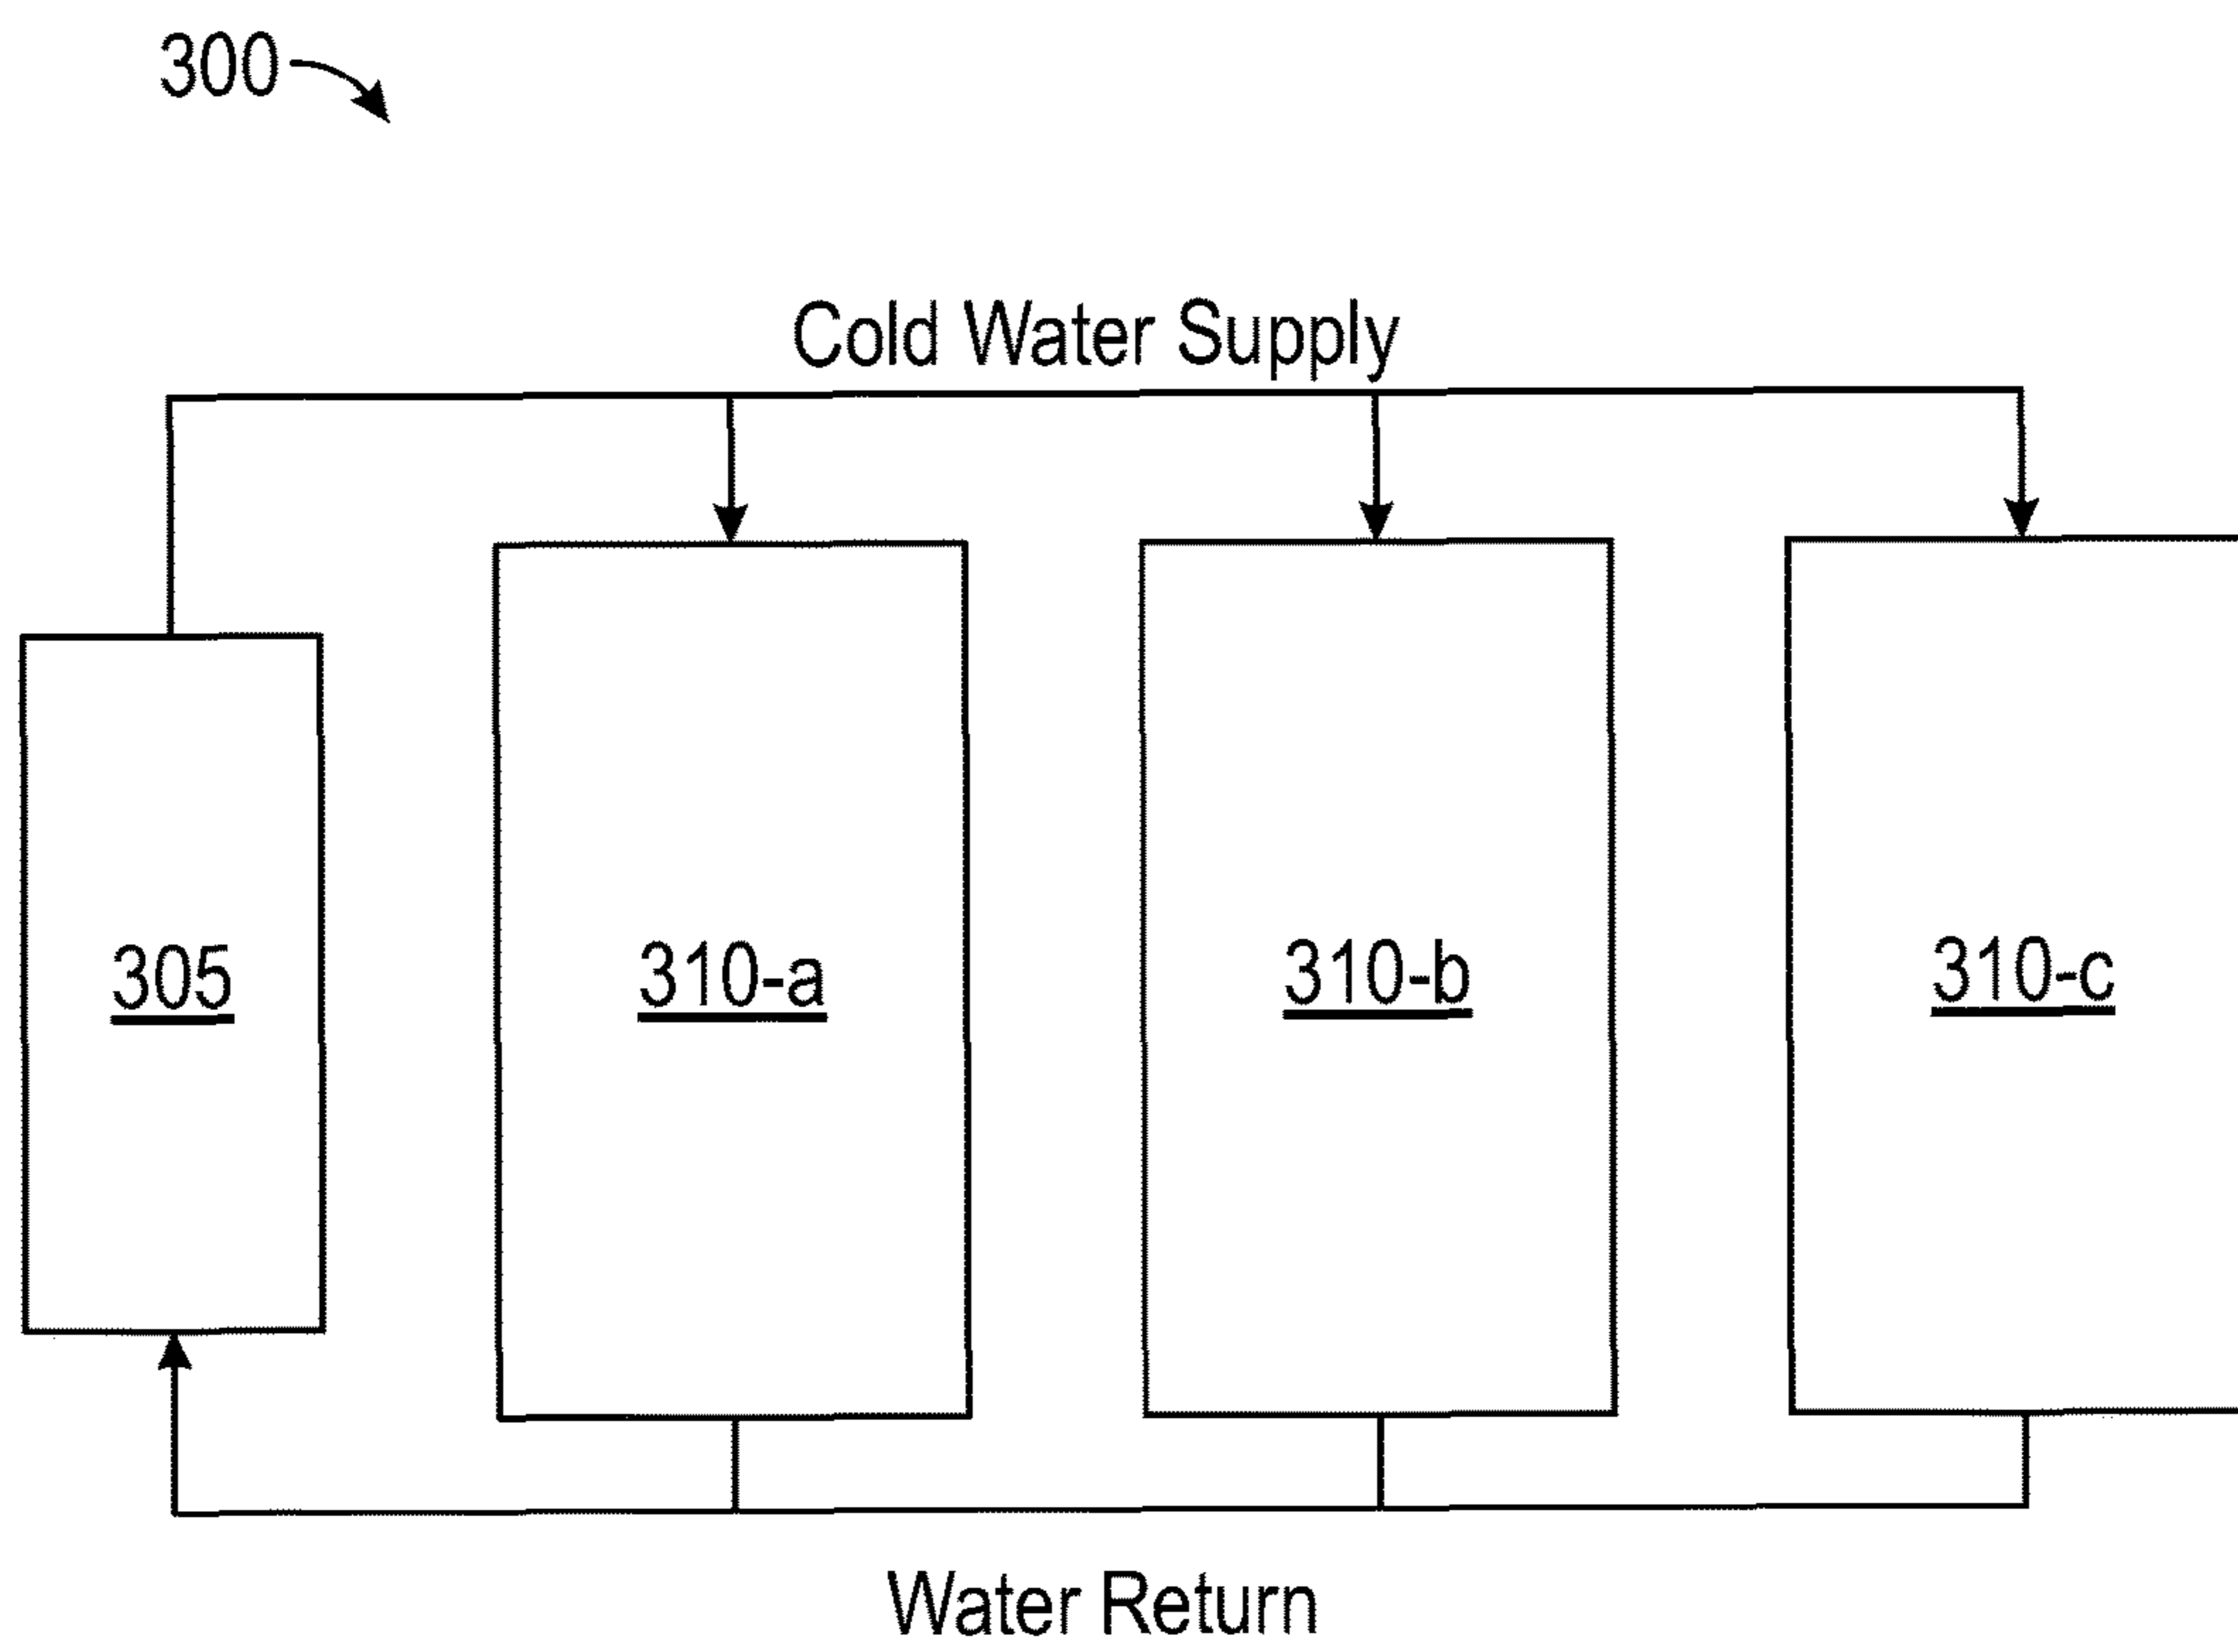 300
Cold Water Supply
305
310-a
310-b
310-c
Water Return